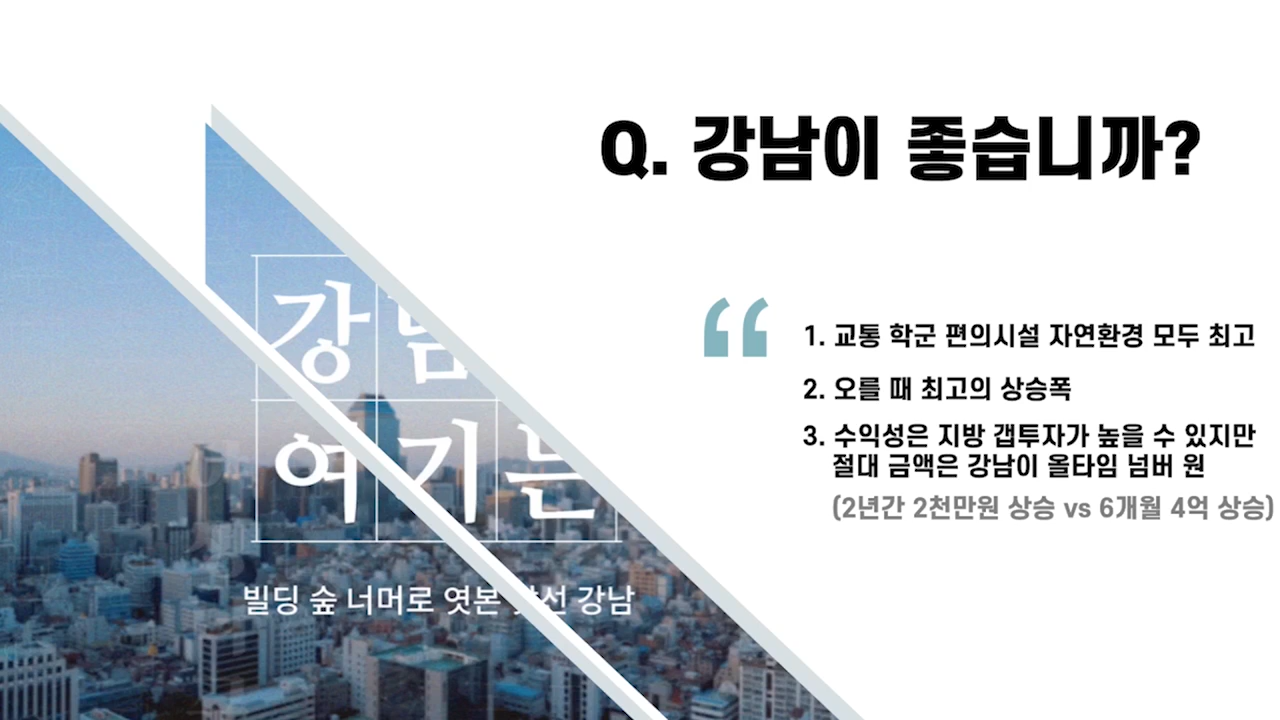 Q. 강남이 좋습니까?
강
여기는
빌딩 숲 너머로 엿본 강남
“
1. 교통 학군 편의시설 자연환경 모두 최고
2. 오를 때 최고의 상승폭
3. 수익성은 지방 갭투자가 높을 수 있지만
절대 금액은 강남이 올타임 넘버 원
(2년간 2천만원 상승 vs 6개월 4억 상승)